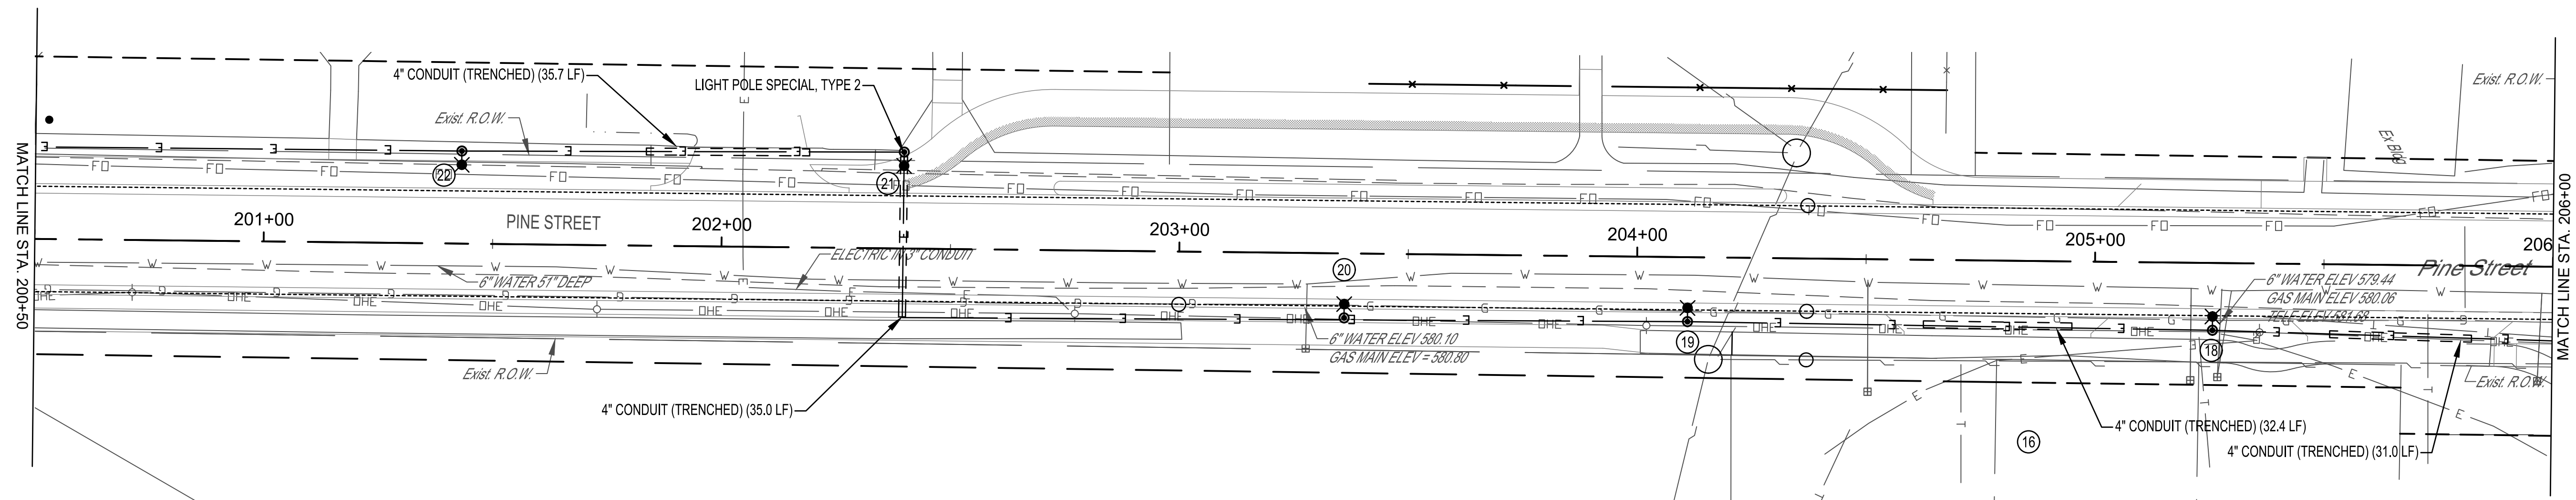 4" CONDUIT (TRENCHED) (35.7 LF)
LIGHT POLE SPECIAL, TYPE 2
Exist. R.O.W.
Exist. R.O.W.
Ex Bldg
MATCH LINE STA. 200+50
MATCH LINE STA. 206+00
22
21
201+00
PINE STREET
202+00
203+00
204+00
205+00
206
ELECTRIC IN 3" CONDUIT
6" WATER 51" DEEP
20
Pine Street
6" WATER ELEV 579.44
GAS MAIN ELEV 580.06
TELE ELEV 581.68
6" WATER ELEV 580.10
GAS MAIN ELEV = 580.80
19
18
Exist. R.O.W.
Exist. R.O.W.
4" CONDUIT (TRENCHED) (35.0 LF)
4" CONDUIT (TRENCHED) (32.4 LF)
16
4" CONDUIT (TRENCHED) (31.0 LF)